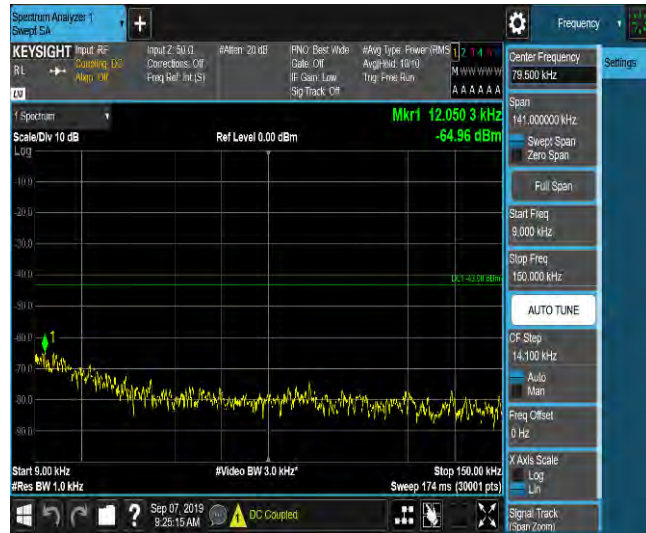 Spectrum Analyzer 1
Swept SA
+
Frequency
KEYSIGHT
RL
Input: RF
Coupling: DC
Align: Off
Input Z: 50 Ω
Corrections: Off
Freq Ref: Int (S)
#Atten: 20 dB
PNO: Best Wide
Gate: Off
IF Gain: Low
Sig Track: Off
#Avg Type: Power (RMS
Avg|Hold: 10/10
Trig: Free Run
M W W W W W
A A A A A A
LXI
1 Spectrum
Scale/Div 10 dB
Log
Ref Level 0.00 dBm
Mkr1 12.050 3 kHz
-64.96 dBm
-10.0
-20.0
-30.0
-40.0
-50.0
-60.0
-70.0
-80.0
-90.0
DL1 -43.00 dBm
1
Start 9.00 kHz
#Res BW 1.0 kHz
#Video BW 3.0 kHz*
Stop 150.00 kHz
Sweep 174 ms (30001 pts)
Center Frequency
79.500 kHz
Settings
Span
141.000000 kHz
Swept Span
Zero Span
Full Span
Start Freq
9.000 kHz
Stop Freq
150.000 kHz
AUTO TUNE
CF Step
14.100 kHz
Auto
Man
Freq Offset
0 Hz
X Axis Scale
Log
Lin
Signal Track
(Span Zoom)
?
Sep 07, 2019
9:25:15 AM
DC Coupled